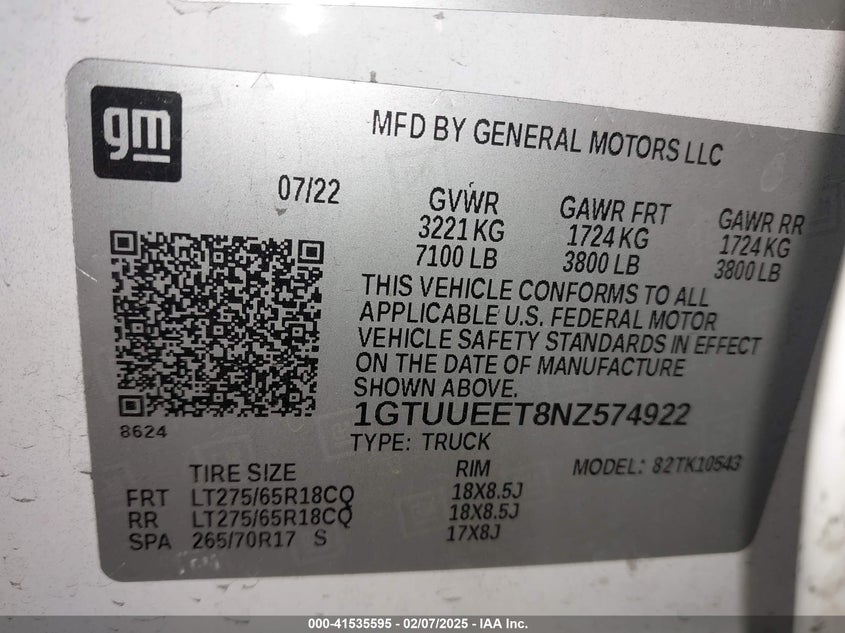 gm
MFD BY GENERAL MOTORS LLC
07/22
GVWR GAWR FRT GAWR RR
3221 KG 1724 KG 1724 KG
7100 LB 3800 LB 3800 LB
THIS VEHICLE CONFORMS TO ALL
APPLICABLE U.S. FEDERAL MOTOR
VEHICLE SAFETY STANDARDS IN EFFECT
ON THE DATE OF MANUFACTURE
SHOWN ABOVE.
8624
1GTUUEET8NZ574922
TYPE: TRUCK
MODEL: 82TK10543
TIRE SIZE RIM
FRT LT275/65R18CQ 18X8.5J
RR LT275/65R18CQ 18X8.5J
SPA 265/70R17 S 17X8J
000-41535595 - 02/07/2025 - IAA Inc.